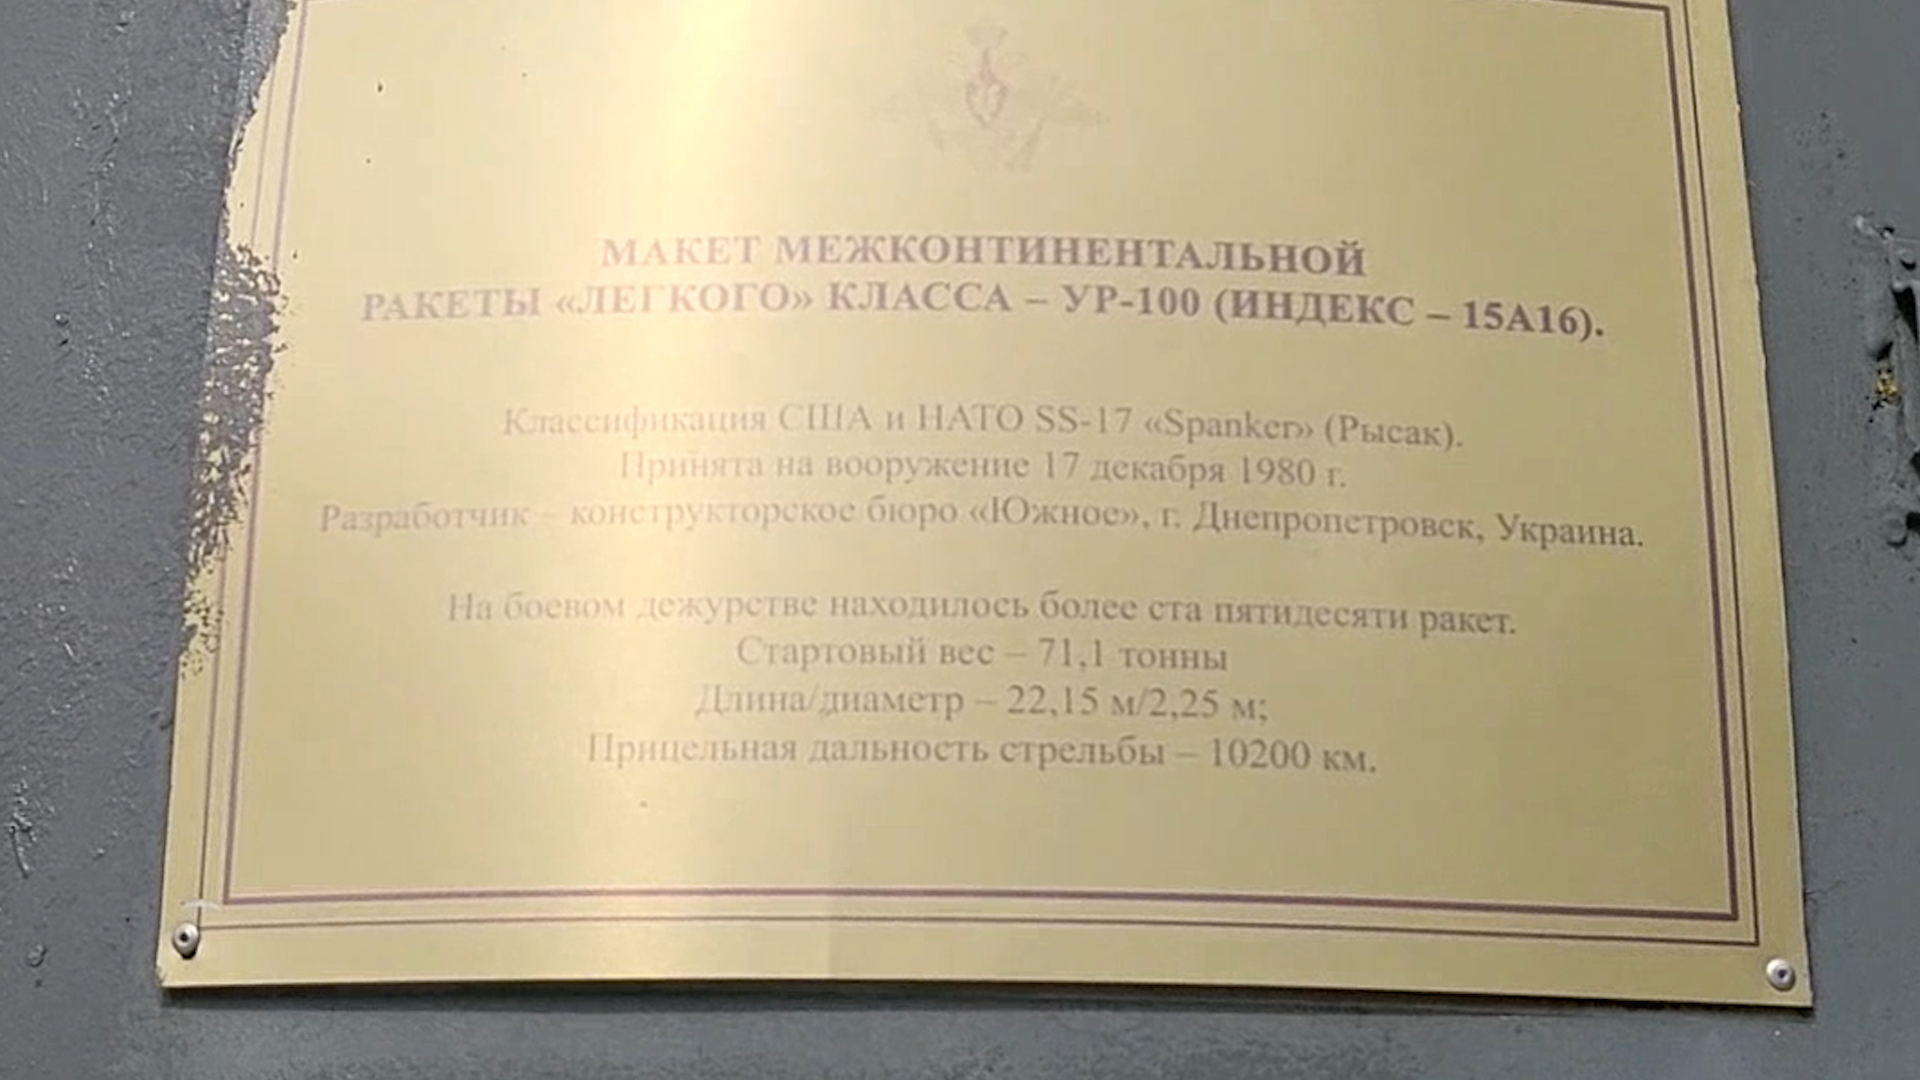 МАКЕТ МЕЖКОНТИНЕНТАЛЬНОЙ
РАКЕТЫ «ЛЕГКОГО» КЛАССА – УР-100 (ИНДЕКС – 15А16).
Классификация США и НАТО SS-17 «Spanker» (Рысак).
Принята на вооружение 17 декабря 1980 г.
Разработчик – конструкторское бюро «Южное», г. Днепропетровск, Украина.
На боевом дежурстве находилось более ста пятидесяти ракет.
Стартовый вес – 71,1 тонны
Длина/диаметр – 22,15 м/2,25 м;
Прицельная дальность стрельбы – 10200 км.